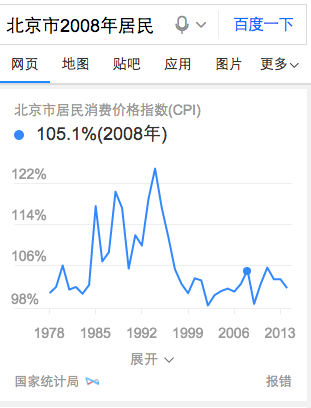 北京市2008年居民
百度一下
网页 地图 贴吧 应用 图片 更多
北京市居民消费价格指数(CPI)
105.1%(2008年)
122%
114%
106%
98%
1978 1985 1992 1999 2006 2013
展开
国家统计局 报错